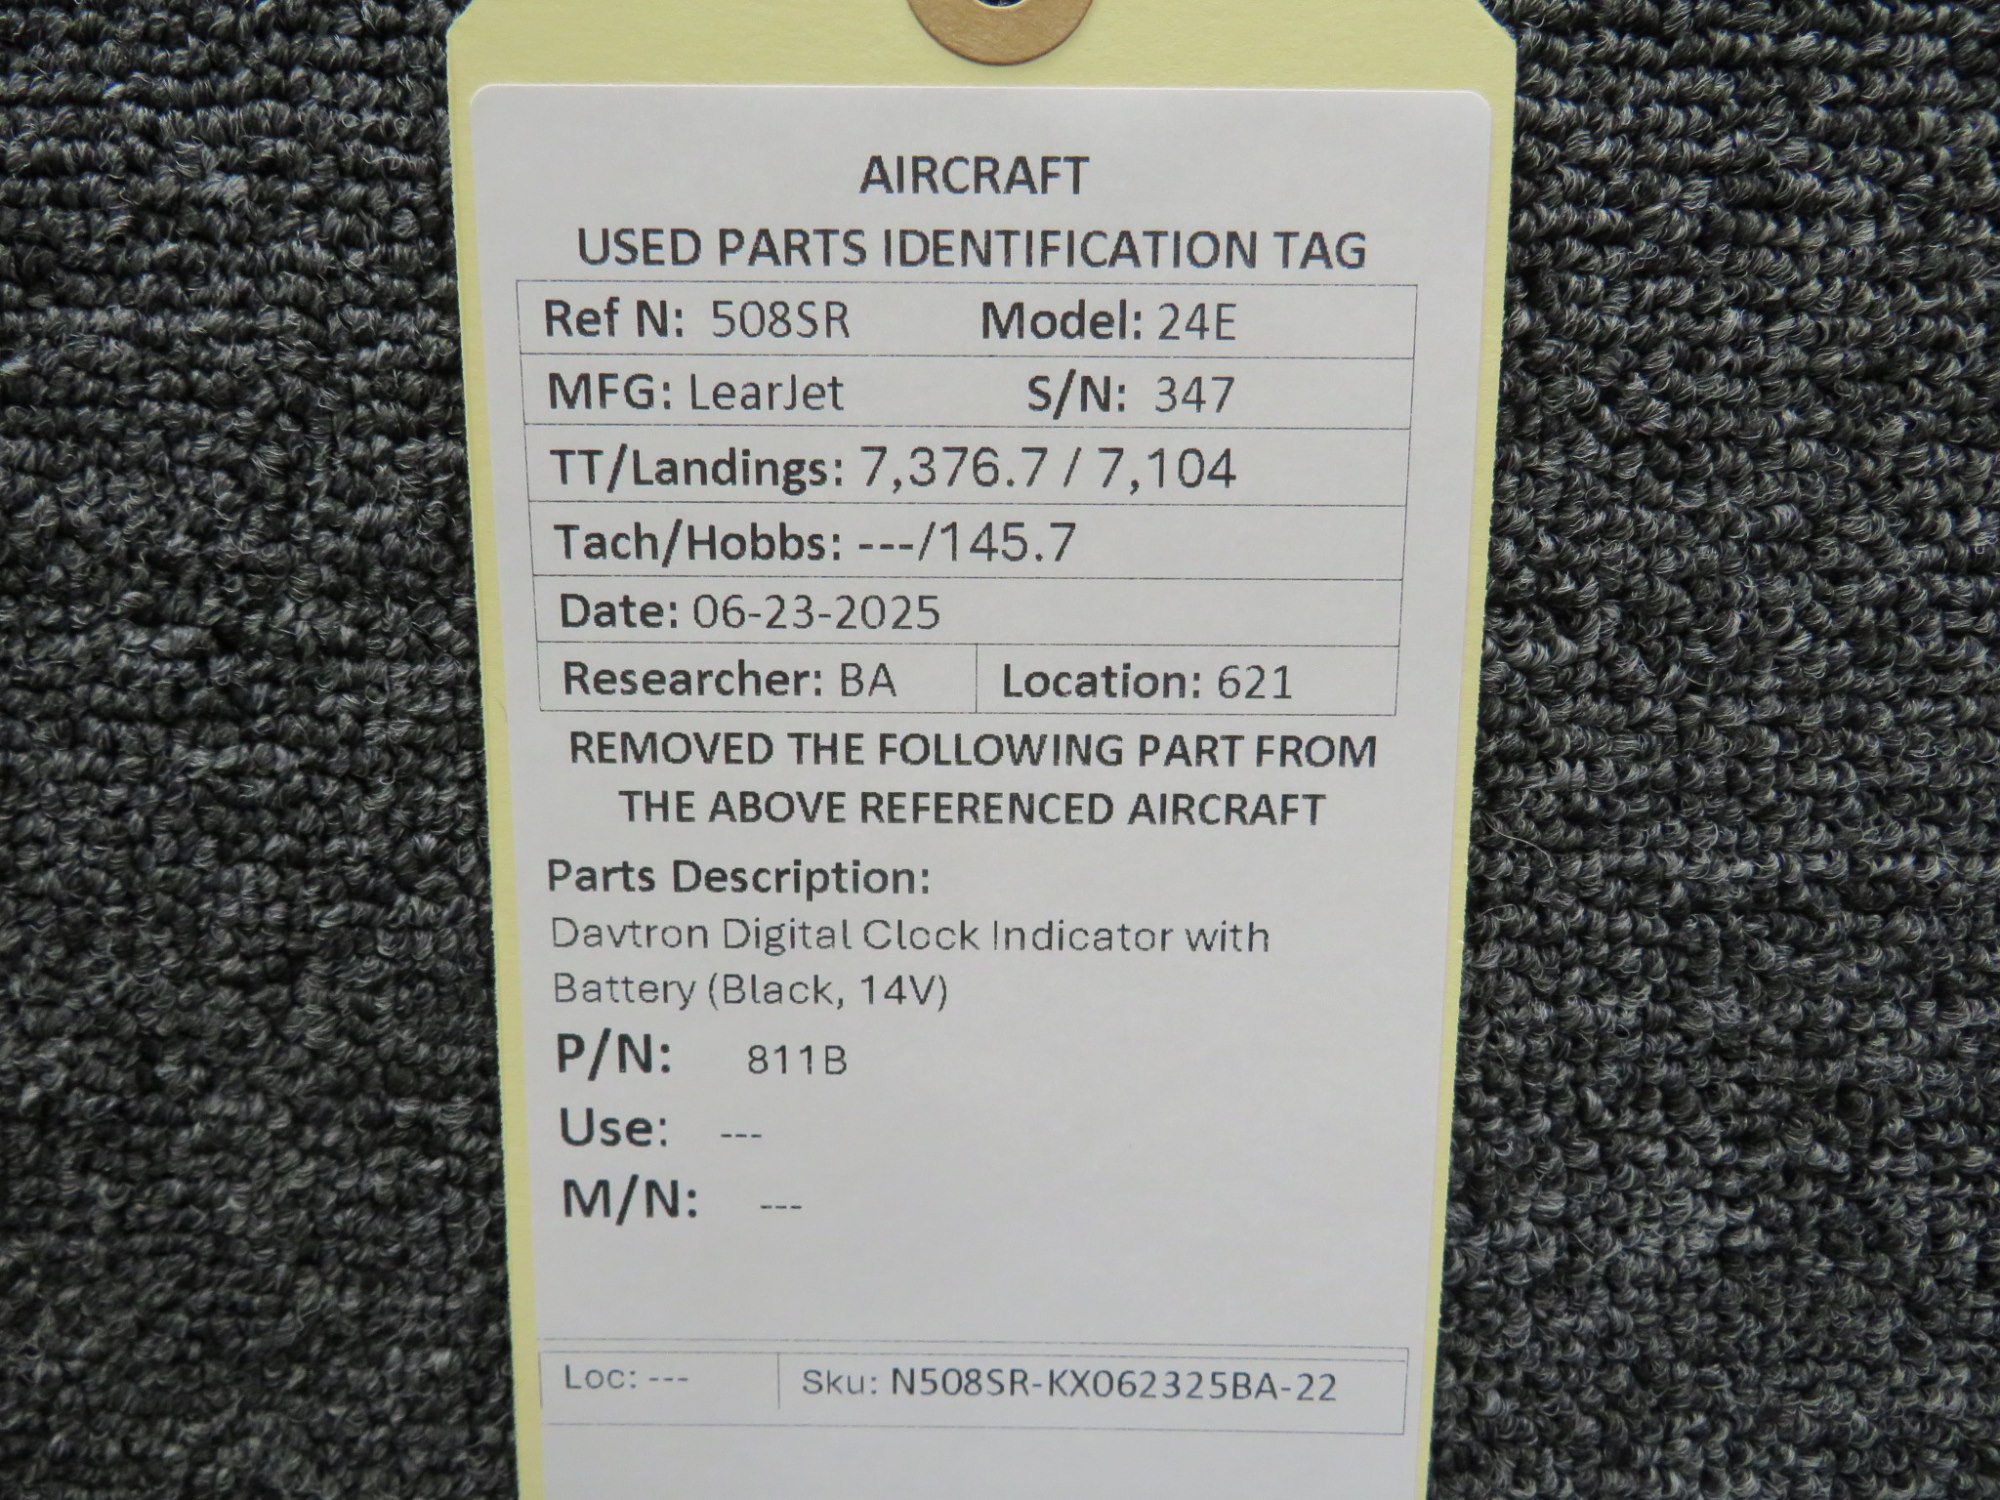 AIRCRAFT
USED PARTS IDENTIFICATION TAG
Ref N: 508SR Model: 24E
MFG: LearJet S/N: 347
TT/Landings: 7,376.7 / 7,104
Tach/Hobbs: ---/145.7
Date: 06-23-2025
Researcher: BA Location: 621
REMOVED THE FOLLOWING PART FROM
THE ABOVE REFERENCED AIRCRAFT
Parts Description:
Davtron Digital Clock Indicator with
Battery (Black, 14V)
P/N: 811B
Use: ---
M/N: ---
Loc: --- Sku: N508SR-KX062325BA-22